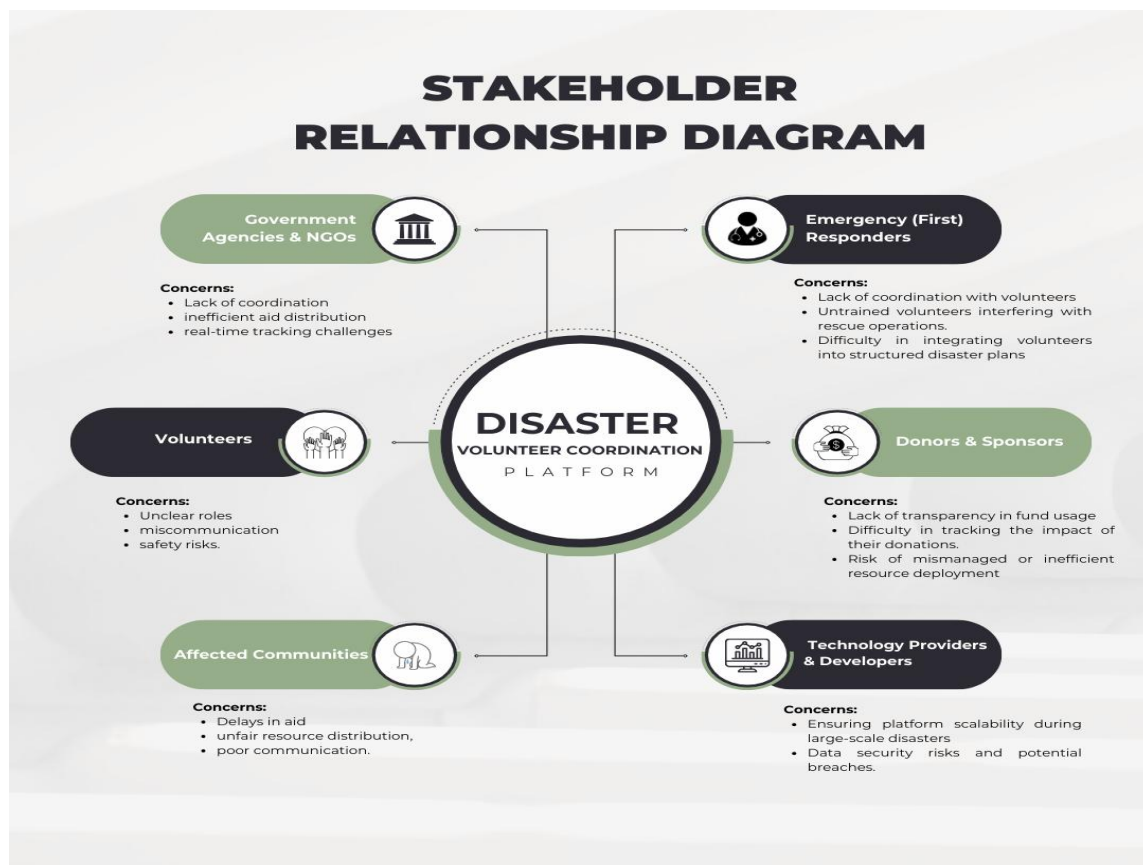 STAKEHOLDER
RELATIONSHIP DIAGRAM
Government
Agencies & NGOs
Concerns:
• Lack of coordination
• inefficient aid distribution
• real-time tracking challenges
Emergency (First)
Responders
Concerns:
• Lack of coordination with volunteers
• Untrained volunteers interfering with
rescue operations.
• Difficulty in integrating volunteers
into structured disaster plans
DISASTER
VOLUNTEER COORDINATION
PLATFORM
Volunteers
Concerns:
• Unclear roles
• miscommunication
• safety risks.
Donors & Sponsors
Concerns:
• Lack of transparency in fund usage
• Difficulty in tracking the impact of
their donations.
• Risk of mismanaged or inefficient
resource deployment
Affected Communities
Concerns:
• Delays in aid
• unfair resource distribution,
• poor communication.
Technology Providers
& Developers
Concerns:
• Ensuring platform scalability during
large-scale disasters
• Data security risks and potential
breaches.